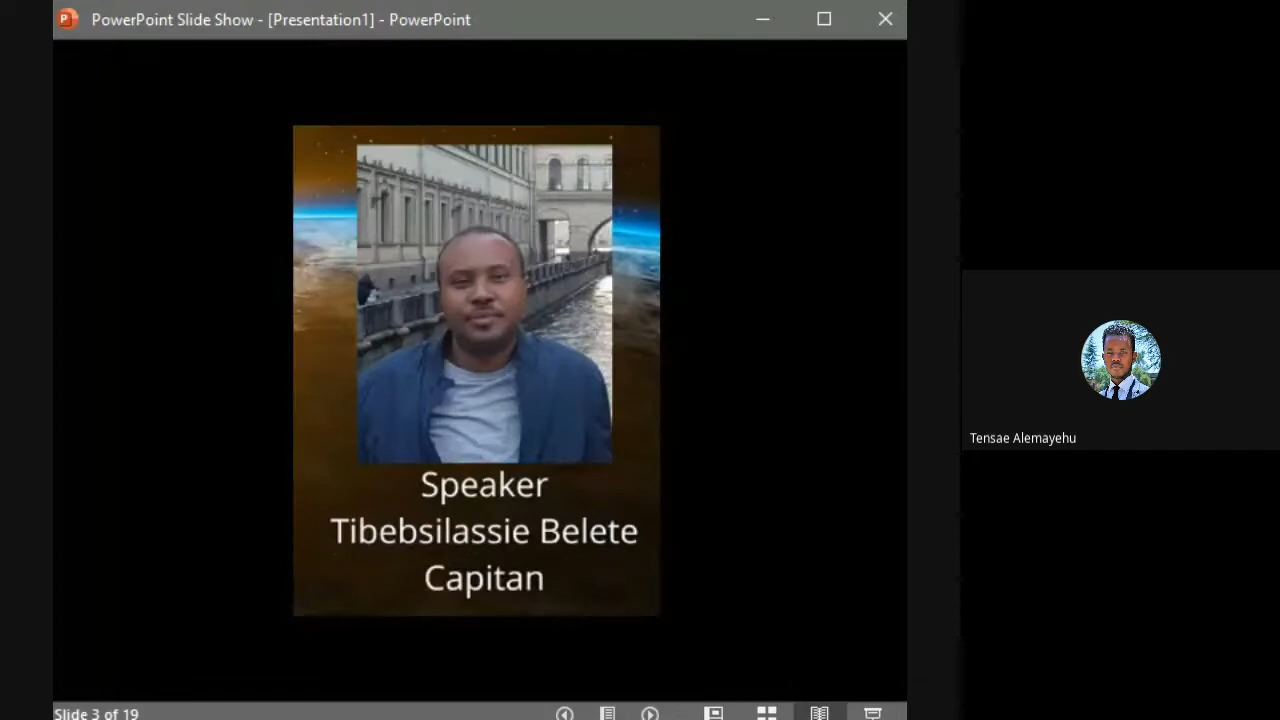 PowerPoint Slide Show - [Presentation1] - PowerPoint
Speaker
Tibebsilassie Belete
Capitan
Tensae Alemayehu
Slide 3 of 19